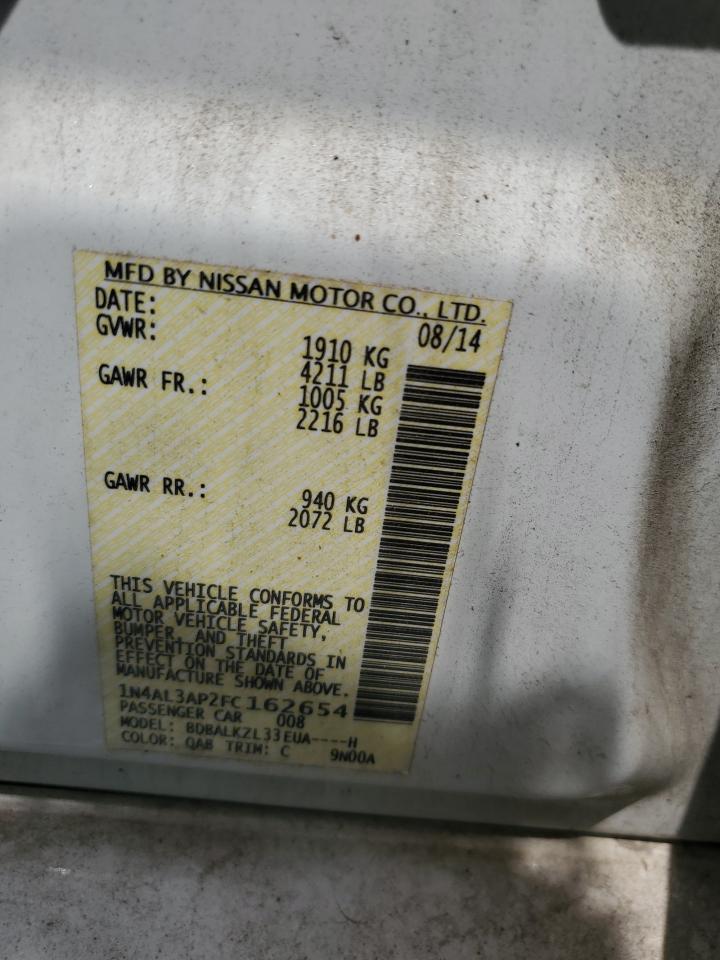 MFD BY NISSAN MOTOR CO., LTD.
DATE: 08/14
GVWR: 1910 KG
4211 LB
GAWR FR.: 1005 KG
2216 LB
GAWR RR.: 940 KG
2072 LB
THIS VEHICLE CONFORMS TO
ALL APPLICABLE FEDERAL
MOTOR VEHICLE SAFETY,
BUMPER, AND THEFT
PREVENTION STANDARDS IN
EFFECT ON THE DATE OF
MANUFACTURE SHOWN ABOVE.
1N4AL3AP2FC162654
PASSENGER CAR 008
MODEL: BDBALKZL33EUA----H
COLOR: QAB TRIM: C 9N00A